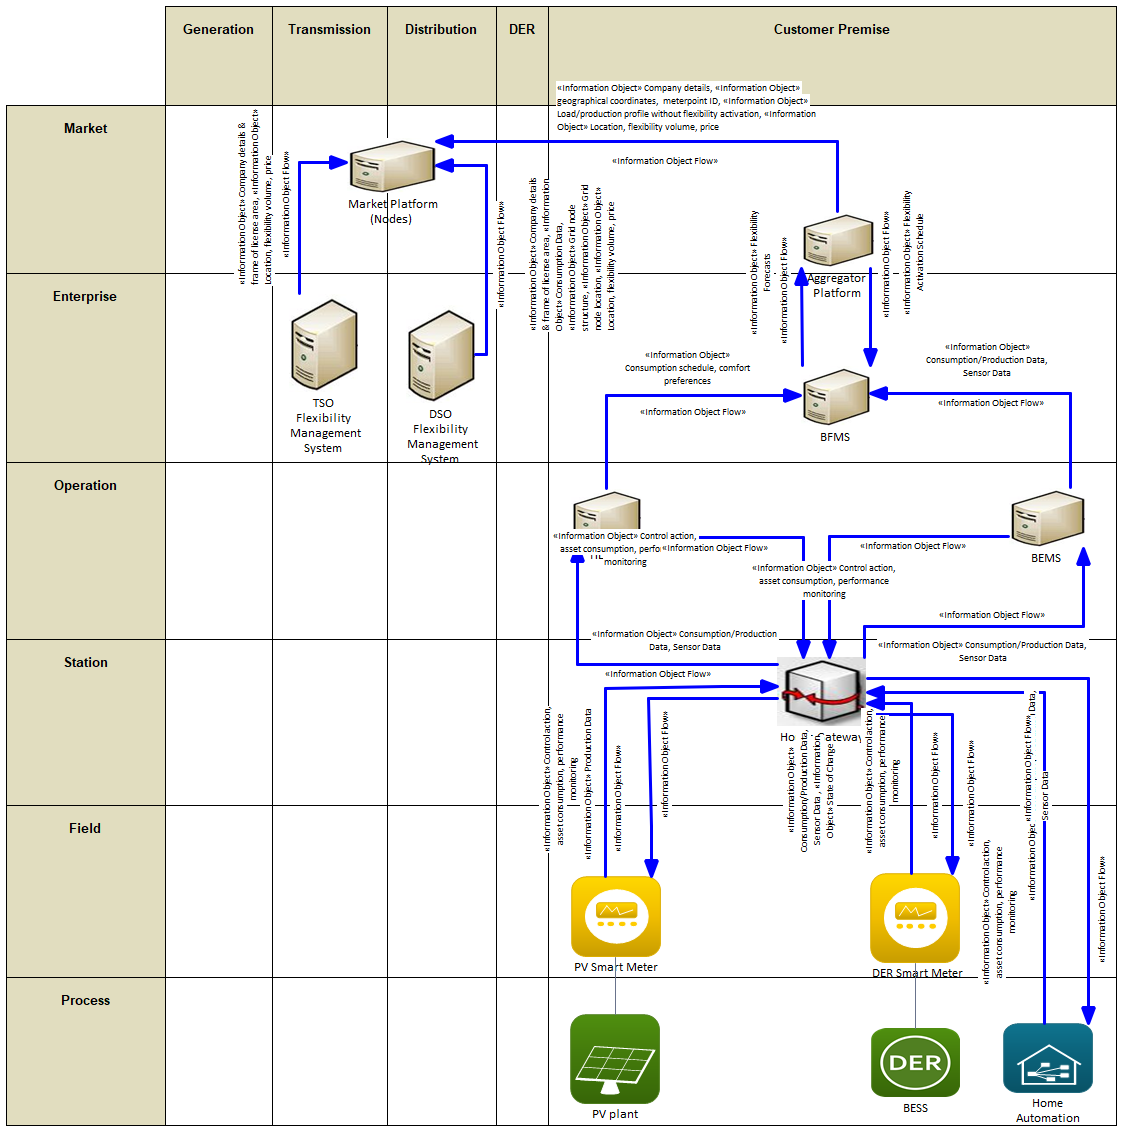 Generation
Transmission
Distribution
DER
Customer Premise
Market
Enterprise
Operation
Station
Field
Process
«Information Object» Company details, «Information Object»
geographical coordinates, meterpoint ID, «Information Object»
Load/production profile without flexibility activation, «Information
Object» Location, flexibility volume, price
«Information Object Flow»
«Information Object» Company details &
frame of license area, «Information Object»
Location, flexibility volume, price
«Information Object Flow»
Market Platform
(Nodes)
«Information Object Flow»
«Information Object» Company details
& frame of license area, «Information
Object» Consumption Data,
«Information Object» Grid node
structure, «Information Object» Grid
node location, «Information Object»
Location, flexibility volume, price
«Information Object» Flexibility
Forecasts
«Information Object Flow»
Aggregator
Platform
«Information Object Flow»
«Information Object» Flexibility
Activation Schedule
TSO
Flexibility
Management
System
DSO
Flexibility
Management
System
«Information Object»
Consumption schedule, comfort
preferences
«Information Object Flow»
BFMS
«Information Object»
Consumption/Production Data,
Sensor Data
«Information Object Flow»
«Information Object» Control action,
asset consumption, perfo
monitoring
«Information Object Flow»
«Information Object Flow»
BEMS
«Information Object» Control action,
asset consumption, performance
monitoring
«Information Object Flow»
«Information Object» Consumption/Production
Data, Sensor Data
«Information Object Flow»
«Information Object» Consumption/Production Data,
Sensor Data
«Information Object» Control action,
asset consumption, performance
monitoring
«Information Object» Production Data
«Information Object Flow»
«Information Object Flow»
«Information Object»
Consumption/Production Data,
Sensor Data , «Information
Object» State of Charge
«Information Object» Control action,
asset consumption, performance
monitoring
«Information Object Flow»
«Information Object Flow»
«Information Object» Control action,
asset consumption, performance
monitoring
«Information Object Flow»
Data,
Sensor Data
«Information Object Flow»
PV Smart Meter
DER Smart Meter
PV plant
DER
BESS
Home
Automation